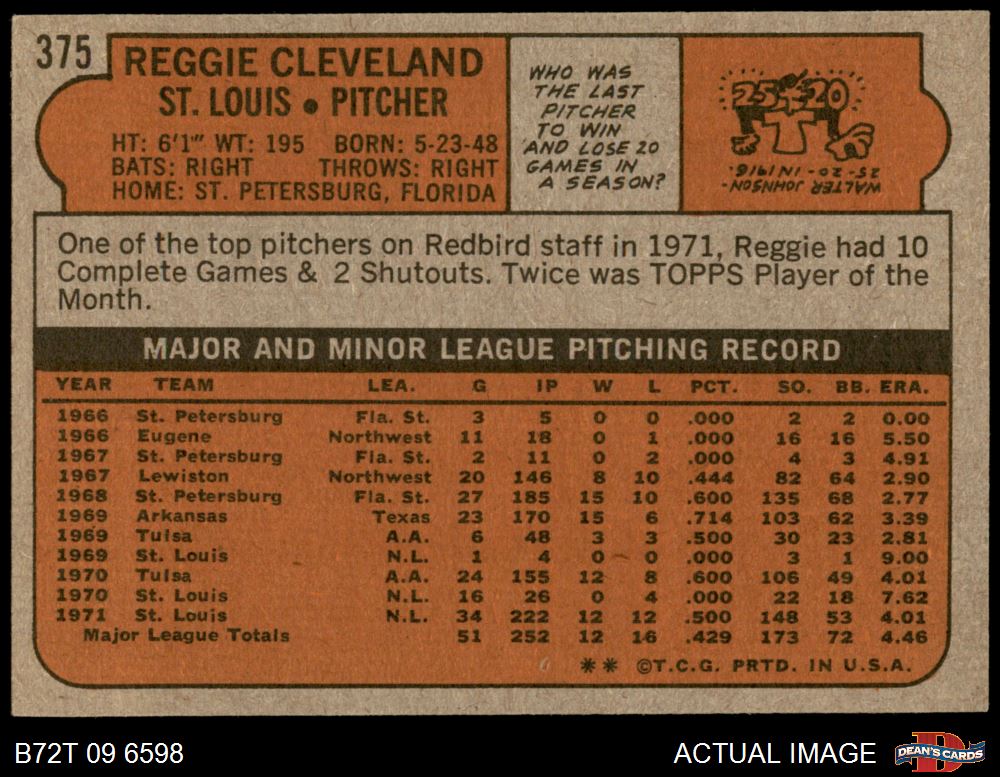 375
REGGIE CLEVELAND
ST. LOUIS • PITCHER
HT: 6'1"' WT: 195 BORN: 5-23-48
BATS: RIGHT THROWS: RIGHT
HOME: ST. PETERSBURG, FLORIDA
WHO WAS
THE LAST
PITCHER
TO WIN
AND LOSE 20
GAMES IN
A SEASON?
25 20
WALTER JOHNSON-
25-20-IN 1916.
One of the top pitchers on Redbird staff in 1971, Reggie had 10
Complete Games & 2 Shutouts. Twice was TOPPS Player of the
Month.
MAJOR AND MINOR LEAGUE PITCHING RECORD
YEAR TEAM LEA. G IP W L PCT. SO. BB. ERA.
1966 St. Petersburg Fla. St. 3 5 0 0 .000 2 2 0.00
1966 Eugene Northwest 11 18 0 1 .000 16 16 5.50
1967 St. Petersburg Fla. St. 2 11 0 2 .000 4 3 4.91
1967 Lewiston Northwest 20 146 8 10 .444 82 64 2.90
1968 St. Petersburg Fla. St. 27 185 15 10 .600 135 68 2.77
1969 Arkansas Texas 23 170 15 6 .714 103 62 3.39
1969 Tulsa A.A. 6 48 3 3 .500 30 23 2.81
1969 St. Louis N.L. 1 4 0 0 .000 3 1 9.00
1970 Tulsa A.A. 24 155 12 8 .600 106 49 4.01
1970 St. Louis N.L. 16 26 0 4 .000 22 18 7.62
1971 St. Louis N.L. 34 222 12 12 .500 148 53 4.01
Major League Totals 51 252 12 16 .429 173 72 4.46
** ©T.C.G. PRTD. IN U.S.A.
B72T 09 6598
ACTUAL IMAGE
D
DEAN'S CARDS